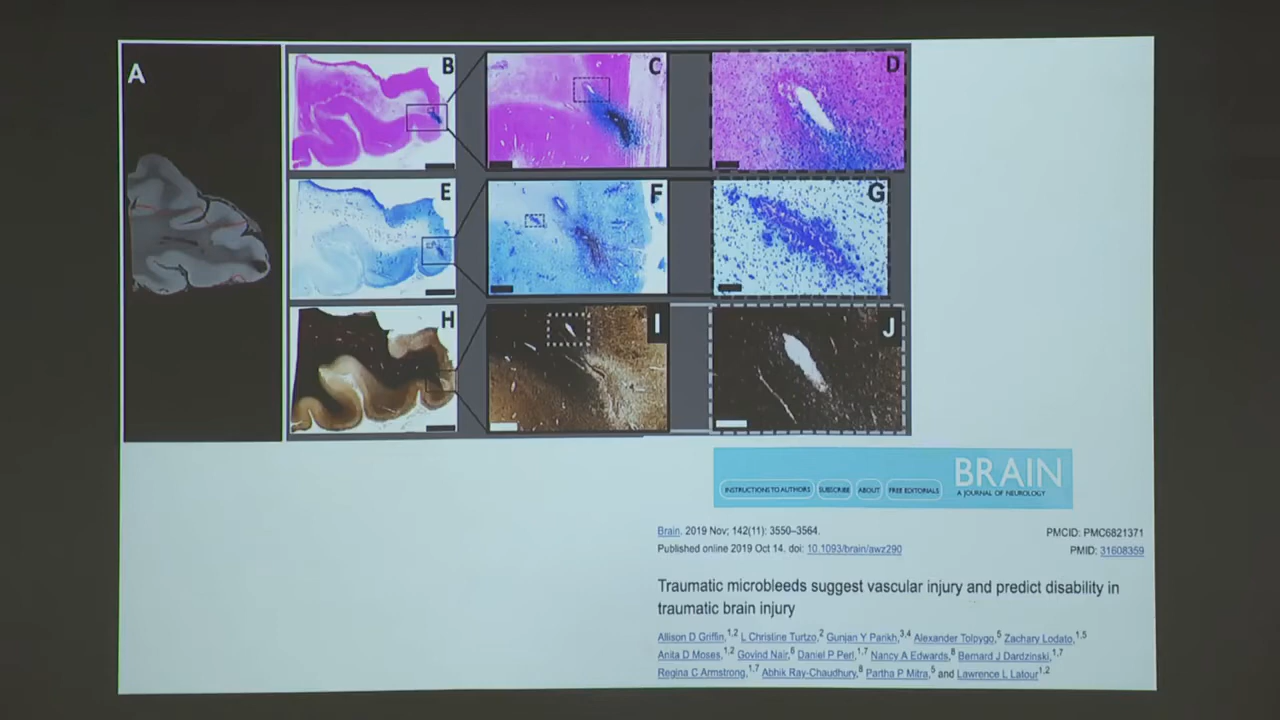 A
B
C
D
E
F
G
H
I
J
BRAIN
A JOURNAL OF NEUROLOGY
INSTRUCTIONS TO AUTHORS SUBSCRIBE ABOUT FREE EDITORIALS
Brain. 2019 Nov; 142(11): 3550–3564. PMCID: PMC6821371
Published online 2019 Oct 14. doi: 10.1093/brain/awz290 PMID: 31608359
Traumatic microbleeds suggest vascular injury and predict disability in
traumatic brain injury
Allison D Griffin,1,2 L Christine Turtzo,2 Gunjan Y Parikh,3,4 Alexander Tolpygo,5 Zachary Lodato,1,5
Anita D Moses,1,2 Govind Nair,6 Daniel P Perl,1,7 Nancy A Edwards,8 Bernard J Dardzinski,1,7
Regina C Armstrong,1,7 Abhik Ray-Chaudhury,8 Partha P Mitra,5 and Lawrence L Latour1,2